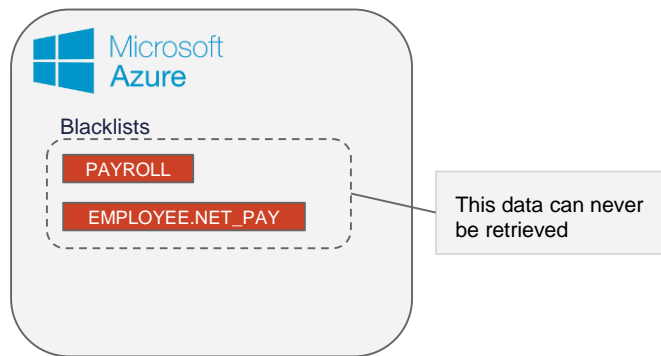 Microsoft
Azure
Blacklists
PAYROLL
EMPLOYEE.NET_PAY
This data can never
be retrieved